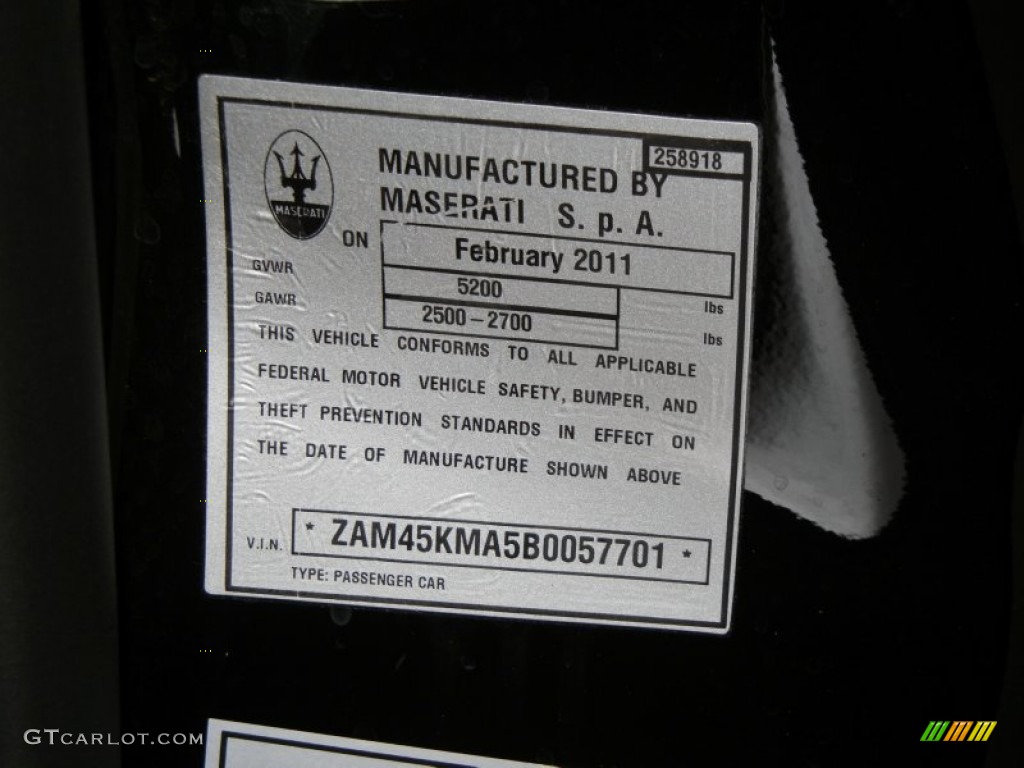 258918
MASERATI
MANUFACTURED BY
MASERATI S. p. A.
ON February 2011
GVWR 5200 lbs
GAWR 2500-2700 lbs
THIS VEHICLE CONFORMS TO ALL APPLICABLE
FEDERAL MOTOR VEHICLE SAFETY, BUMPER, AND
THEFT PREVENTION STANDARDS IN EFFECT ON
THE DATE OF MANUFACTURE SHOWN ABOVE
V.I.N. * ZAM45KMA5B0057701 *
TYPE: PASSENGER CAR
GTCARLOT.COM